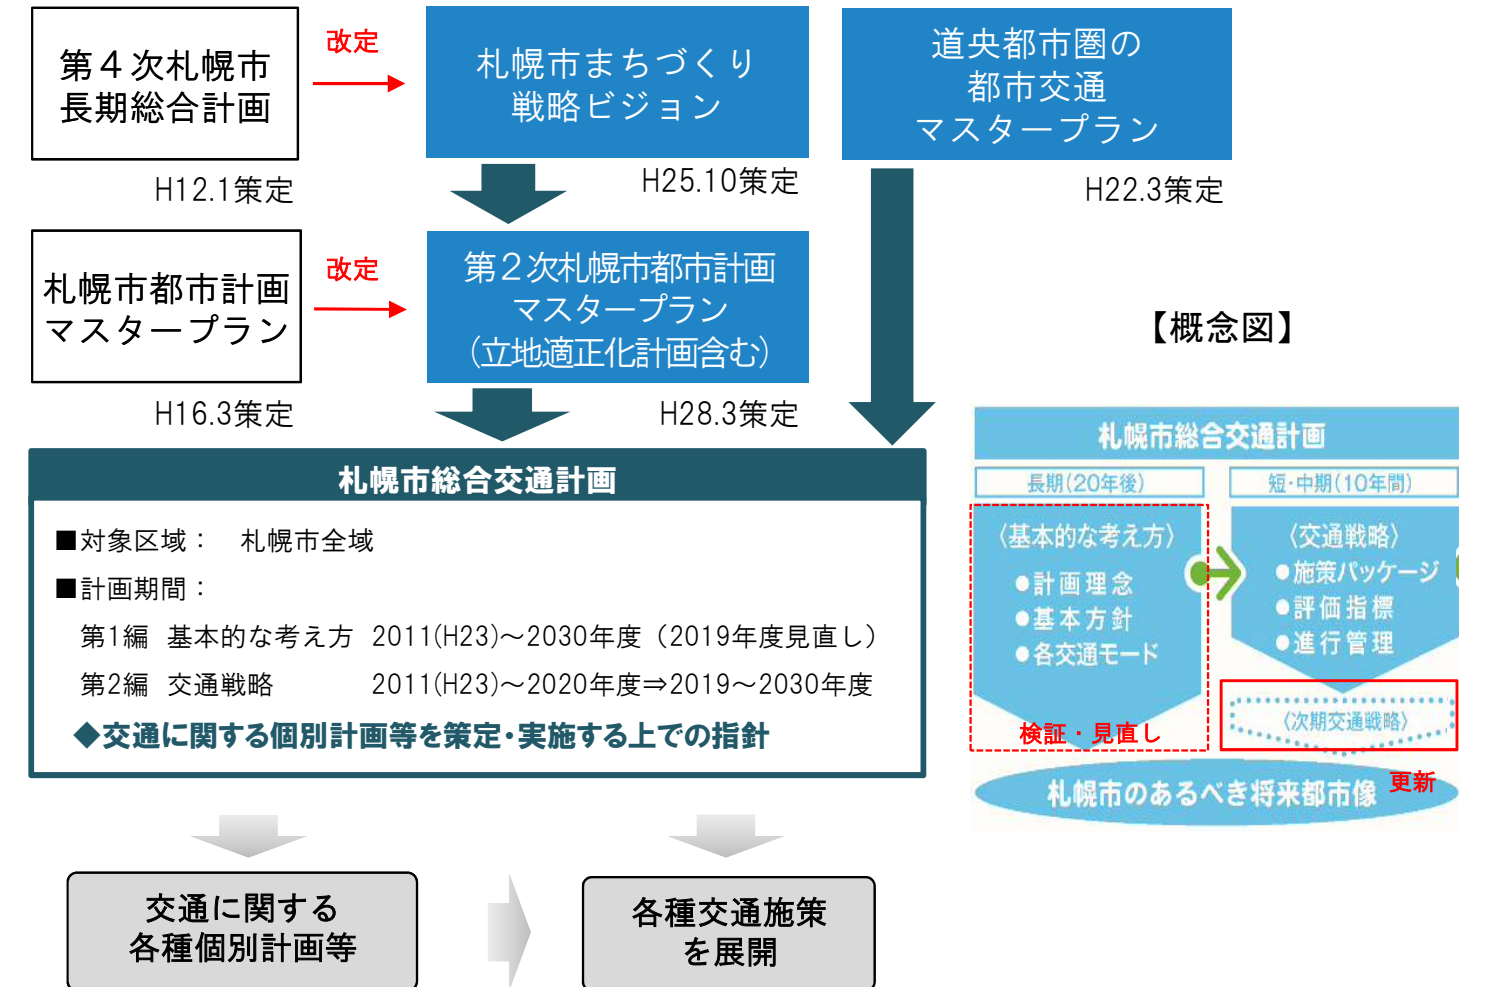 第４次札幌市
長期総合計画
改定
札幌市まちづくり
戦略ビジョン
道央都市圏の
都市交通
マスタープラン
H12.1策定
H25.10策定
H22.3策定
札幌市都市計画
マスタープラン
改定
第２次札幌市都市計画
マスタープラン
（立地適正化計画含む）
H16.3策定
H28.3策定
札幌市総合交通計画
■対象区域：　札幌市全域
■計画期間：
第1編 基本的な考え方 2011(H23)～2030年度（2019年度見直し）
第2編 交通戦略 2011(H23)～2020年度⇒2019～2030年度
◆交通に関する個別計画等を策定・実施する上での指針
交通に関する
各種個別計画等
各種交通施策
を展開
【概念図】
札幌市総合交通計画
長期(20年後)
短・中期(10年間)
〈基本的な考え方〉
●計画理念
●基本方針
●各交通モード
検証・見直し
〈交通戦略〉
●施策パッケージ
●評価指標
●進行管理
〈次期交通戦略〉
更新
札幌市のあるべき将来都市像